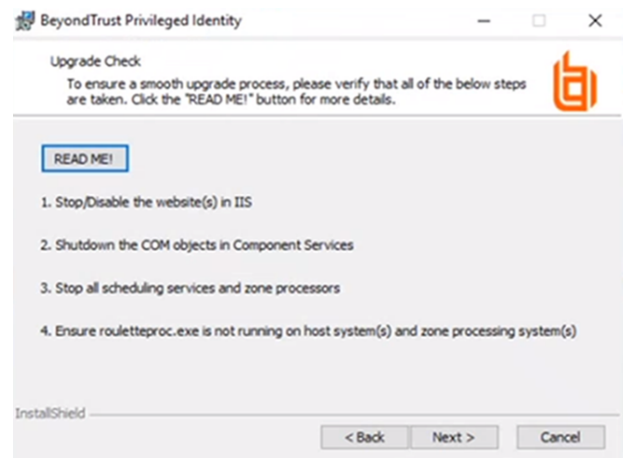 BeyondTrust Privileged Identity
Upgrade Check
To ensure a smooth upgrade process, please verify that all of the below steps
are taken. Click the "READ ME!" button for more details.
READ ME!
1. Stop/Disable the website(s) in IIS
2. Shutdown the COM objects in Component Services
3. Stop all scheduling services and zone processors
4. Ensure rouletteproc.exe is not running on host system(s) and zone processing system(s)
InstallShield
< Back Next > Cancel